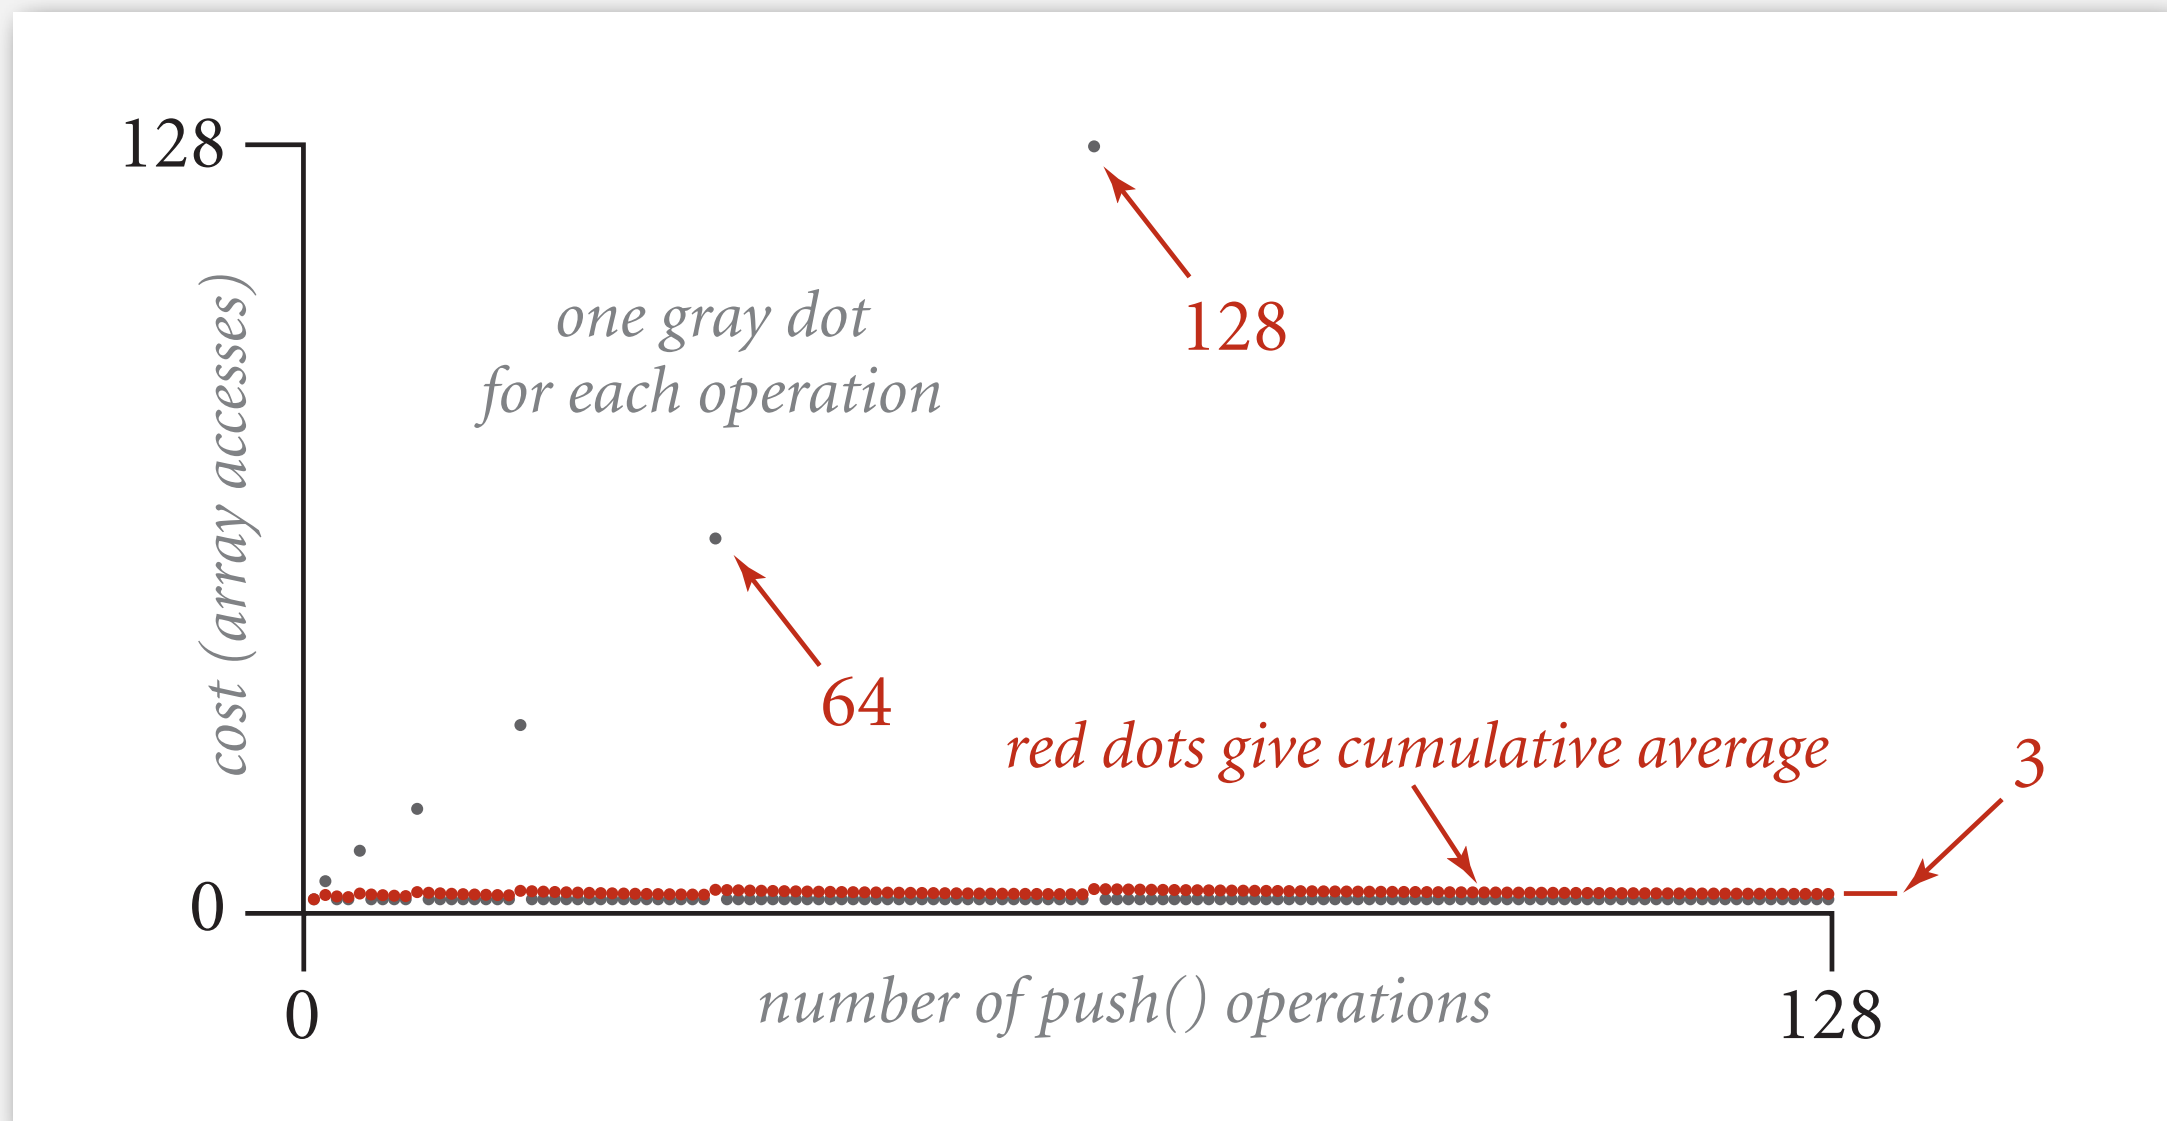 128
cost (array accesses)
one gray dot
for each operation
128
64
red dots give cumulative average
3
0
0
number of push() operations
128